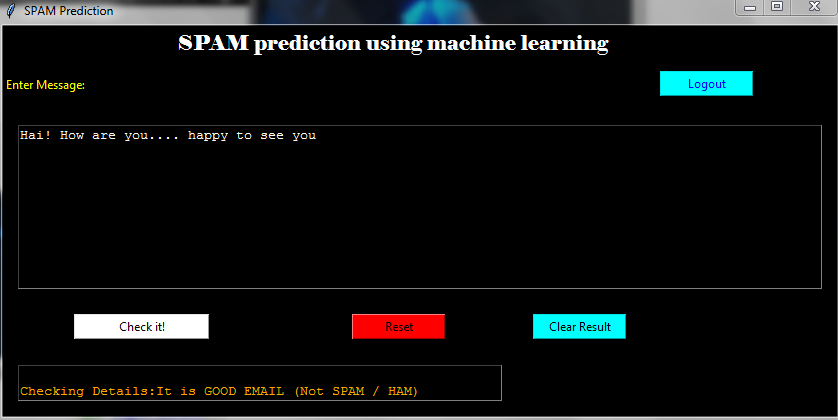 SPAM Prediction
SPAM prediction using machine learning
Enter Message:
Logout
Hai! How are you.... happy to see you
Check it!
Reset
Clear Result
Checking Details:It is GOOD EMAIL (Not SPAM / HAM)